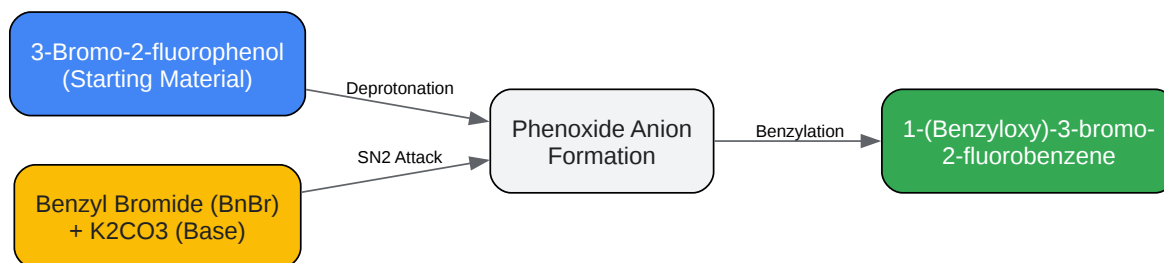 3-Bromo-2-fluorophenol
(Starting Material)
Deprotonation
SN2 Attack
Benzyl Bromide (BnBr)
+ K2CO3 (Base)
Phenoxide Anion
Formation
Benzylation
1-(Benzyloxy)-3-bromo-
2-fluorobenzene